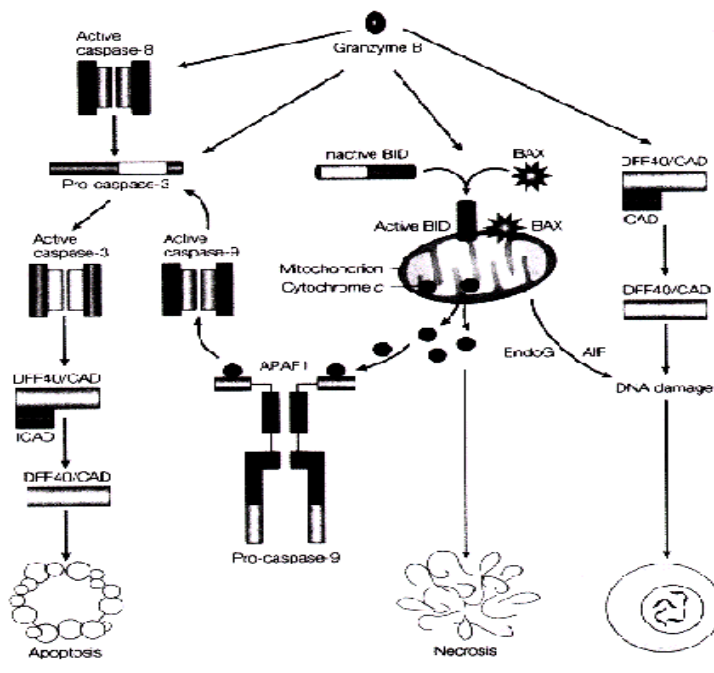 Active
caspase-8
Granzyme B
Pro-caspase-3
nactive BID
BAX
DFF40/CAD
ICAD
Active BID
BAX
Active
caspase-3
Active
caspase-9
Mitochondrion
Cytochrome c
DFF40/CAD
APAF1
EndoG
AIF
DNA damage
DFF40/CAD
ICAD
DFF40/CAD
Pro-caspase-9
Apoptosis
Necrosis